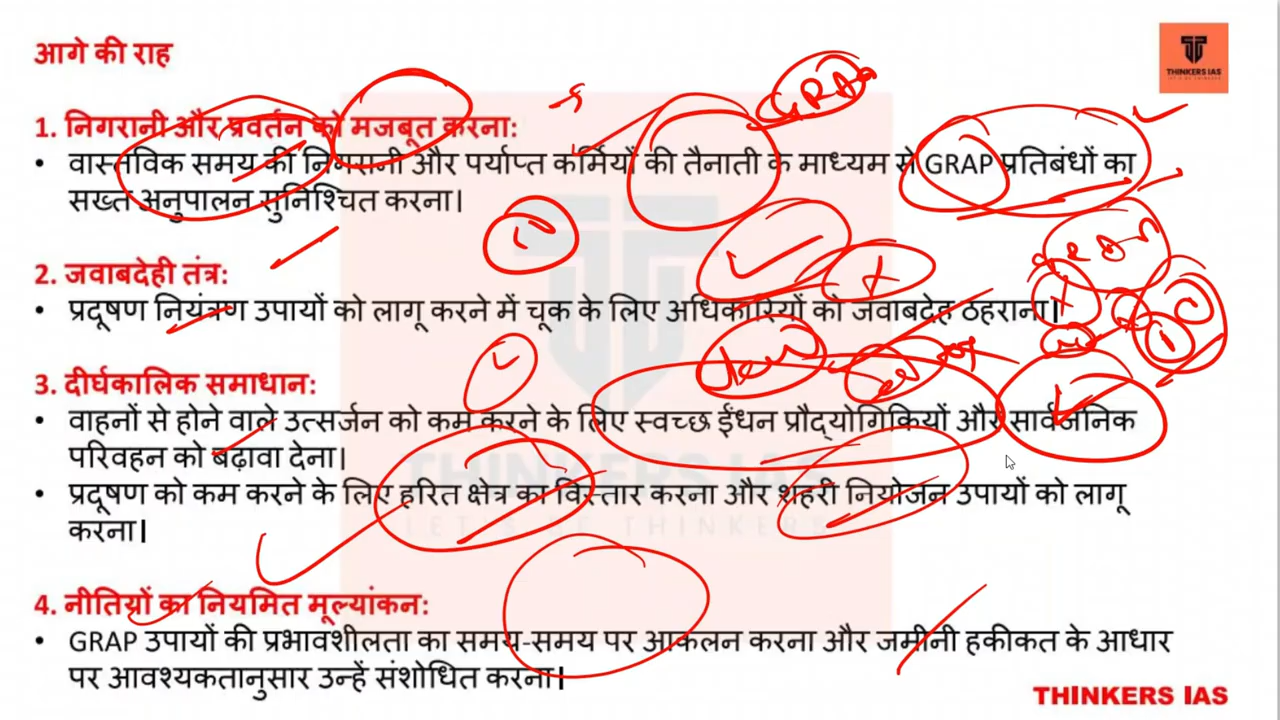 आगे की राह
THINKERS IAS
GRAP
1. निगरानी और प्रवर्तन को मजबूत करना:
• वास्तविक समय की निगरानी और पर्याप्त कर्मियों की तैनाती के माध्यम से GRAP प्रतिबंधों का
सख्त अनुपालन सुनिश्चित करना।
2. जवाबदेही तंत्र:
• प्रदूषण नियंत्रण उपायों को लागू करने में चूक के लिए अधिकारियों को जवाबदेह ठहराना।
3. दीर्घकालिक समाधान:
• वाहनों से होने वाले उत्सर्जन को कम करने के लिए स्वच्छ ईंधन प्रौद्योगिकियों और सार्वजनिक
परिवहन को बढ़ावा देना।
THINKERS IAS
• प्रदूषण को कम करने के लिए हरित क्षेत्र का विस्तार करना और शहरी नियोजन उपायों को लागू
करना।
4. नीतियों का नियमित मूल्यांकन:
• GRAP उपायों की प्रभावशीलता का समय-समय पर आकलन करना और जमीनी हकीकत के आधार
पर आवश्यकतानुसार उन्हें संशोधित करना।
THINKERS IAS